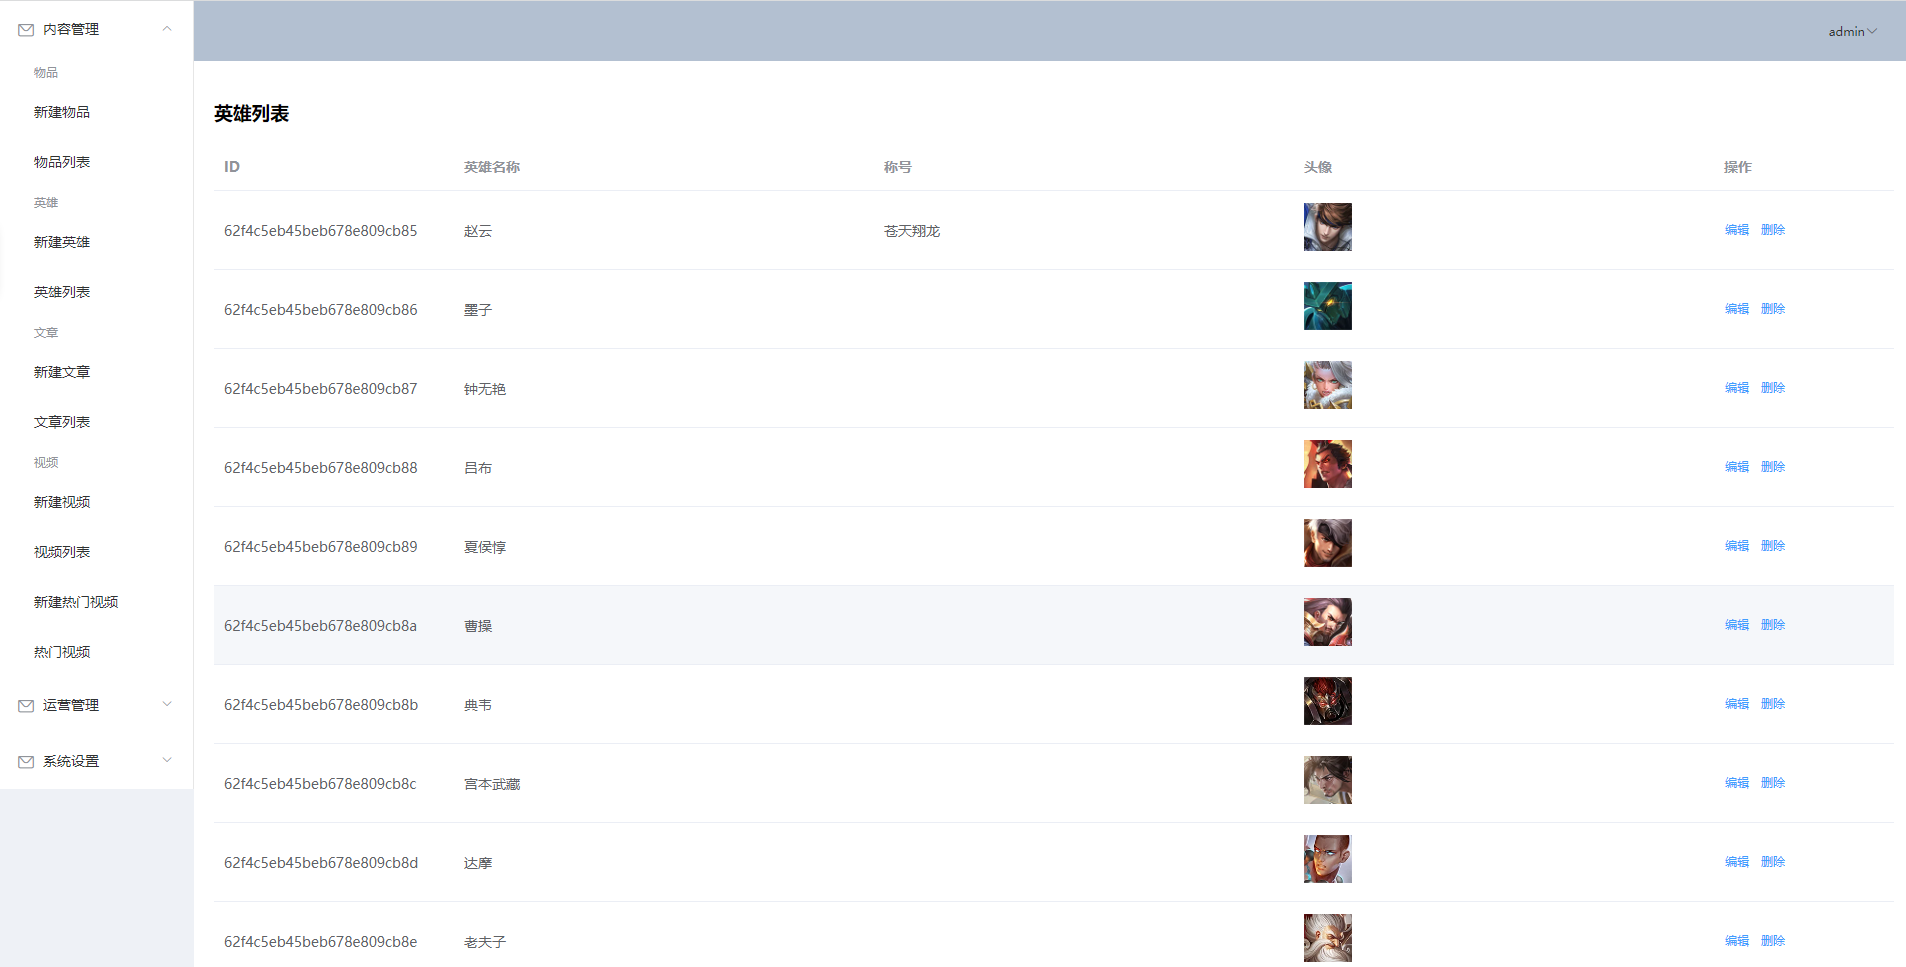 内容管理
物品
新建物品
物品列表
英雄
新建英雄
英雄列表
文章
新建文章
文章列表
视频
新建视频
视频列表
新建热门视频
热门视频
运营管理
系统设置
admin
英雄列表
ID 英雄名称 称号 头像 操作
62f4c5eb45beb678e809cb85 赵云 苍天翔龙 编辑 删除
62f4c5eb45beb678e809cb86 墨子 编辑 删除
62f4c5eb45beb678e809cb87 钟无艳 编辑 删除
62f4c5eb45beb678e809cb88 吕布 编辑 删除
62f4c5eb45beb678e809cb89 夏侯惇 编辑 删除
62f4c5eb45beb678e809cb8a 曹操 编辑 删除
62f4c5eb45beb678e809cb8b 典韦 编辑 删除
62f4c5eb45beb678e809cb8c 宫本武藏 编辑 删除
62f4c5eb45beb678e809cb8d 达摩 编辑 删除
62f4c5eb45beb678e809cb8e 老夫子 编辑 删除